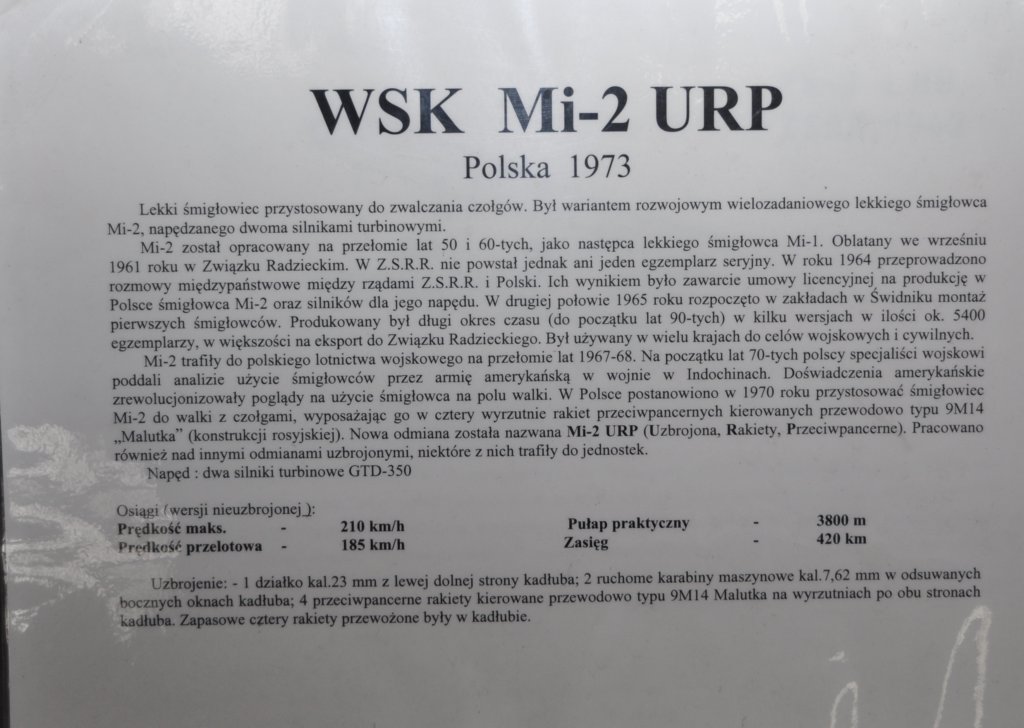 WSK Mi-2 URP
Polska 1973
Lekki śmigłowiec przystosowany do zwalczania czołgów. Był wariantem rozwojowym wielozadaniowego lekkiego śmigłowca
Mi-2, napędzanego dwoma silnikami turbinowymi.
Mi-2 został opracowany na przełomie lat 50 i 60-tych, jako następca lekkiego śmigłowca Mi-1. Oblatany we wrześniu
1961 roku w Związku Radzieckim. W Z.S.R.R. nie powstał jednak ani jeden egzemplarz seryjny. W roku 1964 przeprowadzono
rozmowy międzypaństwowe między rządami Z.S.R.R. i Polski. Ich wynikiem było zawarcie umowy licencyjnej na produkcję w
Polsce śmigłowca Mi-2 oraz silników dla jego napędu. W drugiej połowie 1965 roku rozpoczęto w zakładach w Świdniku montaż
pierwszych śmigłowców. Produkowany był długi okres czasu (do początku lat 90-tych) w kilku wersjach w ilości ok. 5400
egzemplarzy, w większości na eksport do Związku Radzieckiego. Był używany w wielu krajach do celów wojskowych i cywilnych.
Mi-2 trafiły do polskiego lotnictwa wojskowego na przełomie lat 1967-68. Na początku lat 70-tych polscy specjaliści wojskowi
poddali analizie użycie śmigłowców przez armię amerykańską w wojnie w Indochinach. Doświadczenia amerykańskie
zrewolucjonizowały poglądy na użycie śmigłowca na polu walki. W Polsce postanowiono w 1970 roku przystosować śmigłowiec
Mi-2 do walki z czołgami, wyposażając go w cztery wyrzutnie rakiet przeciwpancernych kierowanych przewodowo typu 9M14
„Malutka” (konstrukcji rosyjskiej). Nowa odmiana została nazwana Mi-2 URP (Uzbrojona, Rakiety, Przeciwpancerne). Pracowano
również nad innymi odmianami uzbrojonymi, niektóre z nich trafiły do jednostek.
Napęd : dwa silniki turbinowe GTD-350
Osiągi (wersji nieuzbrojonej ):
Prędkość maks. - 210 km/h Pułap praktyczny - 3800 m
Prędkość przelotowa - 185 km/h Zasięg - 420 km
Uzbrojenie: - 1 działko kal.23 mm z lewej dolnej strony kadłuba; 2 ruchome karabiny maszynowe kal.7,62 mm w odsuwanych
bocznych oknach kadłuba; 4 przeciwpancerne rakiety kierowane przewodowo typu 9M14 Malutka na wyrzutniach po obu stronach
kadłuba. Zapasowe cztery rakiety przewożone były w kadłubie.